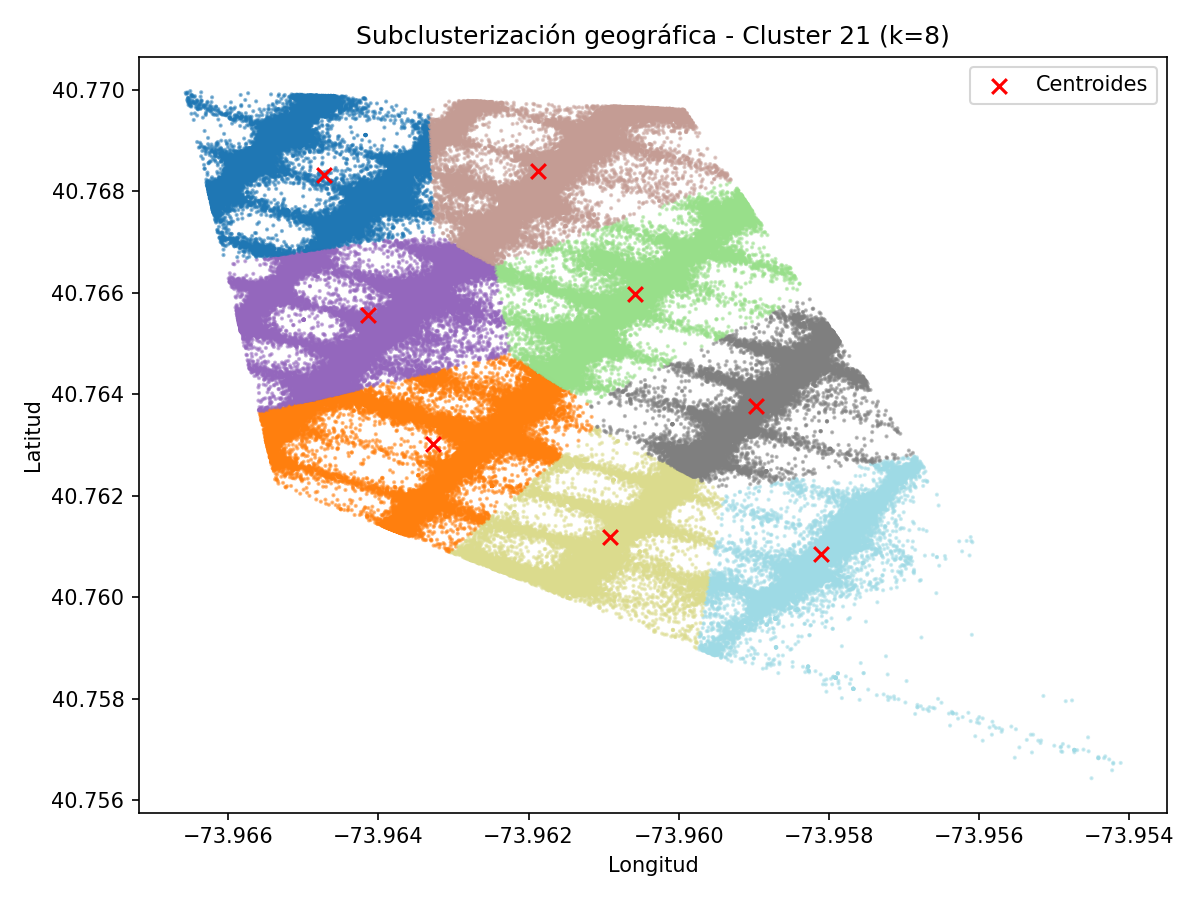 Subclusterización geográfica - Cluster 21 (k=8)
Centroides
40.770
40.768
40.766
40.764
40.762
40.760
40.758
40.756
Latitud
−73.966 −73.964 −73.962 −73.960 −73.958 −73.956 −73.954
Longitud